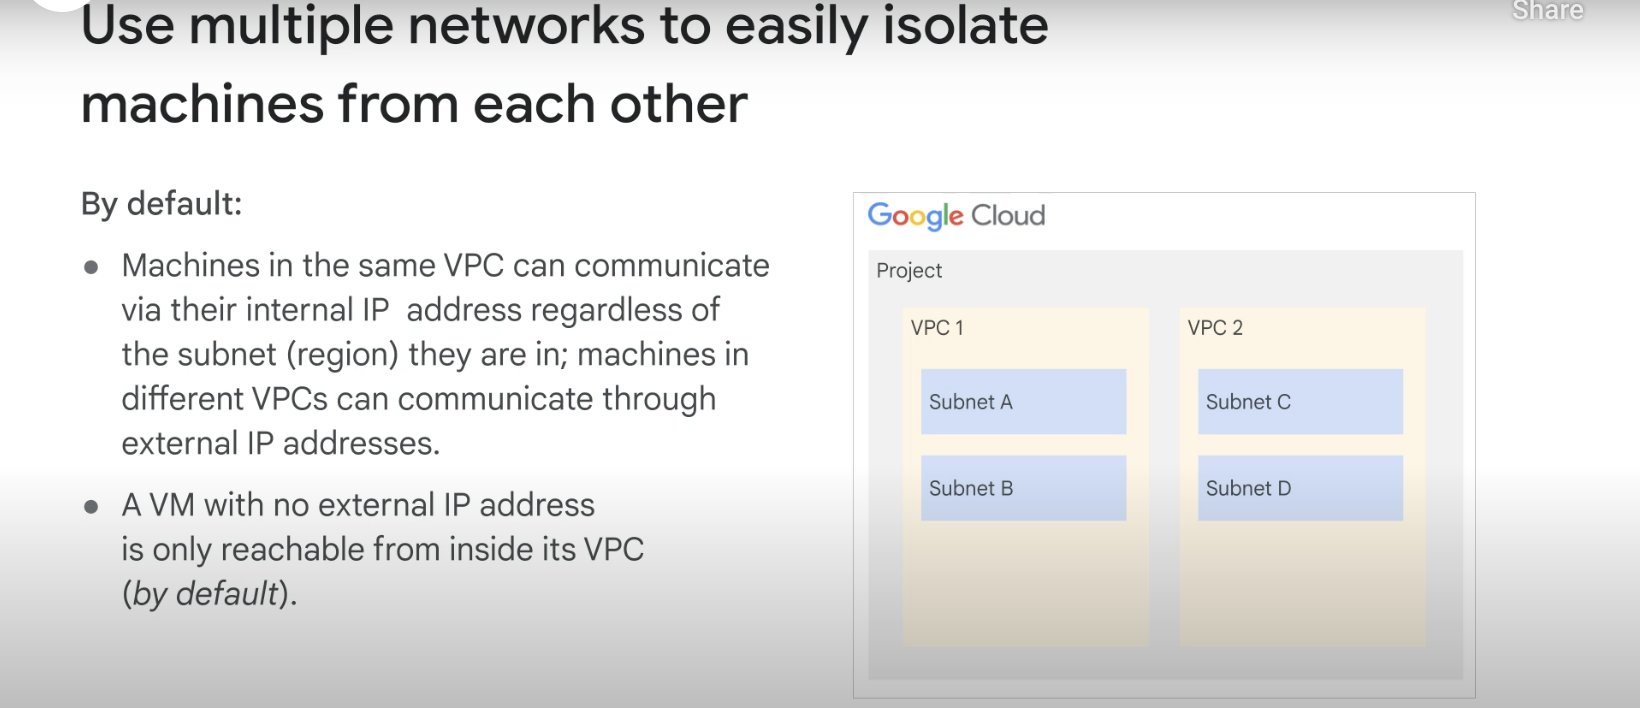 Share
Use multiple networks to easily isolate
machines from each other
By default:
● Machines in the same VPC can communicate
via their internal IP address regardless of
the subnet (region) they are in; machines in
different VPCs can communicate through
external IP addresses.
● A VM with no external IP address
is only reachable from inside its VPC
(by default).
Google Cloud
Project
VPC 1
Subnet A
Subnet B
VPC 2
Subnet C
Subnet D